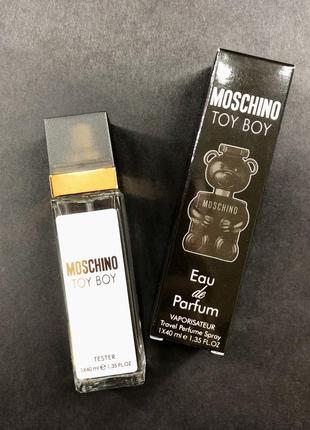 MOSCHINO
TOY BOY
TESTER
1X40 ml e 1.35 FL.OZ
MOSCHINO
TOY BOY
MOSCHINO
Eau
de
Parfum
VAPORISATEUR
Travel Perfume Spray
1X40 ml e 1.35 FL.OZ